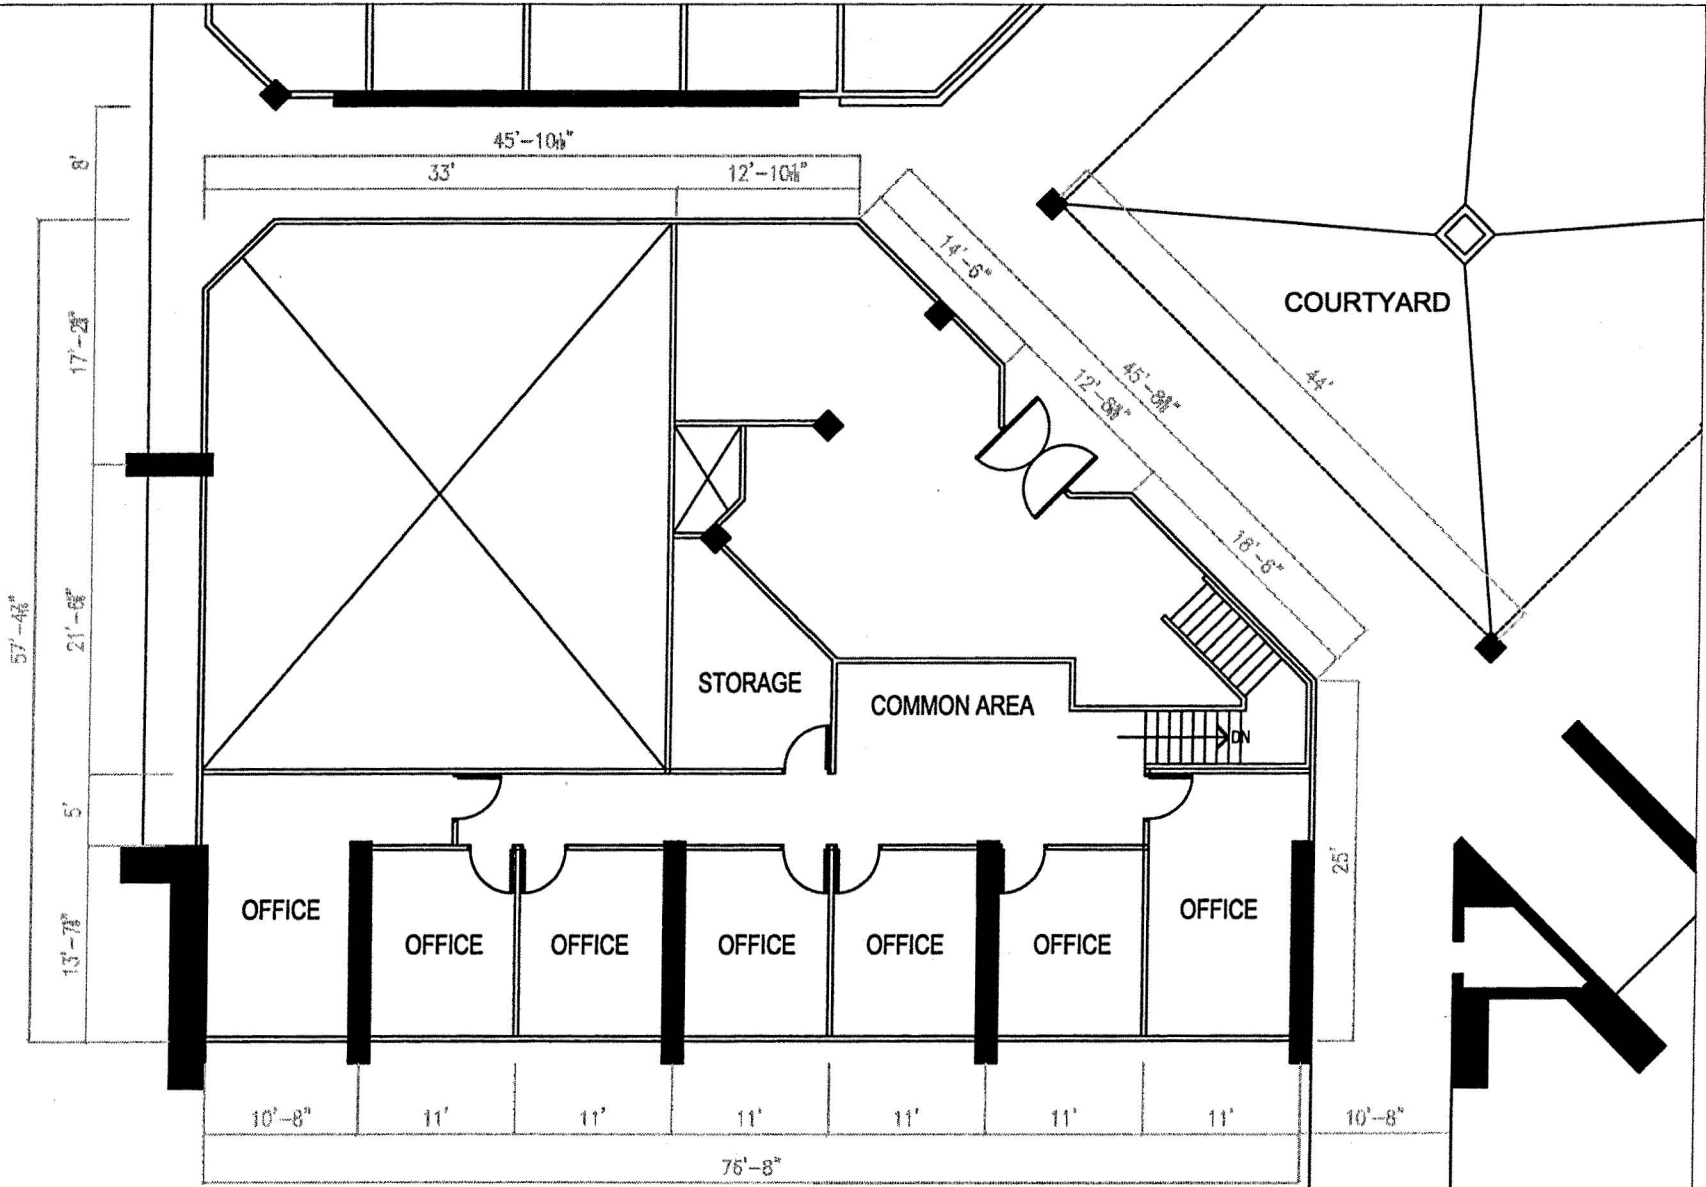 45'-10
33'
12'-10
8'
14'-6"
COURTYARD
17'-2
45'-8
44'
12'-8
18'-6"
57'-4
21'-6
STORAGE
COMMON AREA
DN
5'
25'
OFFICE
OFFICE
OFFICE
OFFICE
OFFICE
OFFICE
OFFICE
13'-7
10'-8"
11'
11'
11'
11'
11'
11'
10'-8"
76'-8"